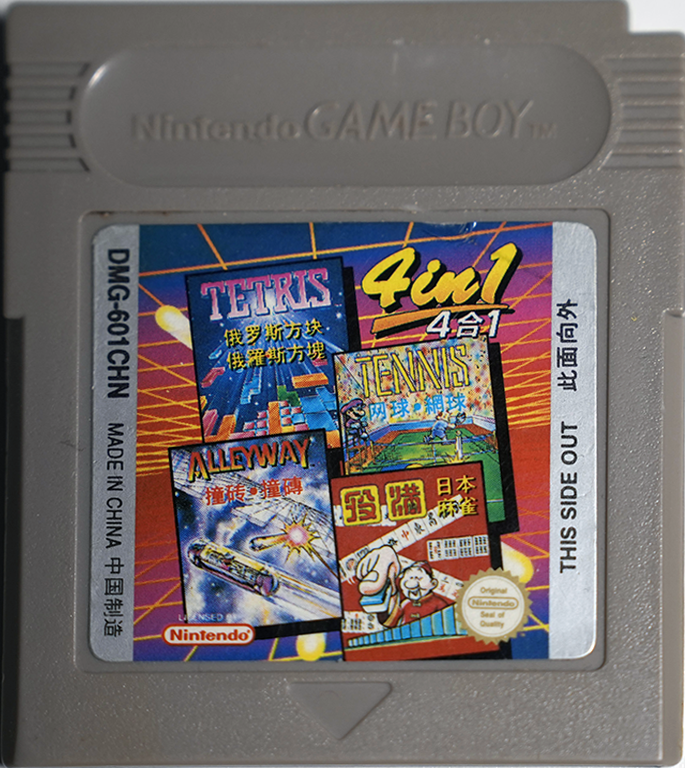 Nintendo GAME BOY TM
DMG-601CHN MADE IN CHINA 中国制造
4in1
4合1
TETRIS
俄罗斯方块
俄羅斯方塊
TENNIS
网球・網球
ALLEYWAY
撞砖・撞磚
役満
日本
麻雀
LICENSED BY
Nintendo
Original
Nintendo
Seal of
Quality
THIS SIDE OUT 此面向外